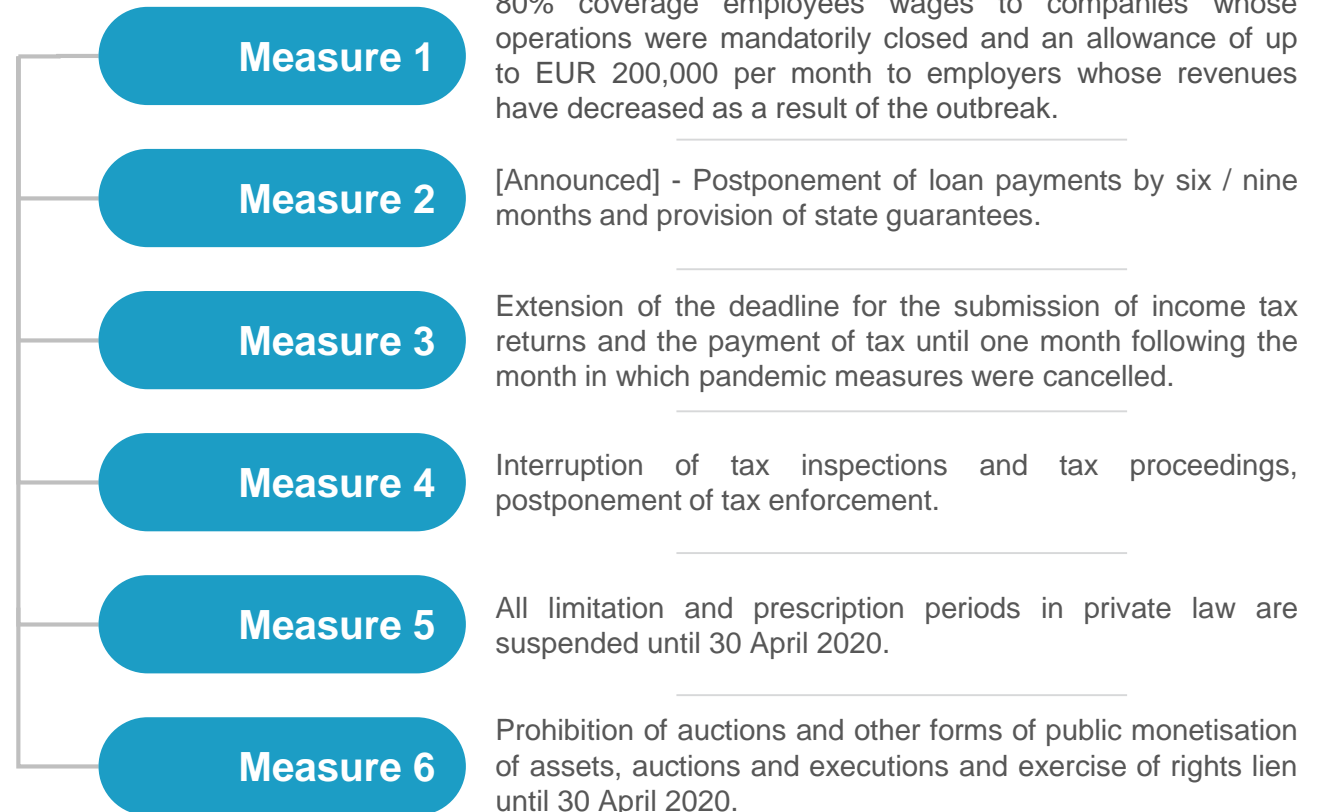 Measure 1
80% coverage employees wages to companies whose
operations were mandatorily closed and an allowance of up
to EUR 200,000 per month to employers whose revenues
have decreased as a result of the outbreak.
Measure 2
[Announced] - Postponement of loan payments by six / nine
months and provision of state guarantees.
Measure 3
Extension of the deadline for the submission of income tax
returns and the payment of tax until one month following the
month in which pandemic measures were cancelled.
Measure 4
Interruption of tax inspections and tax proceedings,
postponement of tax enforcement.
Measure 5
All limitation and prescription periods in private law are
suspended until 30 April 2020.
Measure 6
Prohibition of auctions and other forms of public monetisation
of assets, auctions and executions and exercise of rights lien
until 30 April 2020.